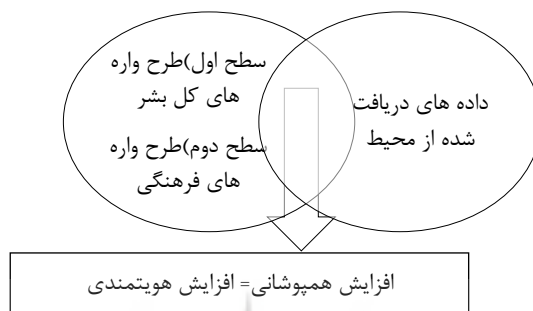 سطح اول)طرح واره
های کل بشر
سطح دوم)طرح واره
های فرهنگی
داده های دریافت
شده از محیط
افزایش همپوشانی= افزایش هویتمندی